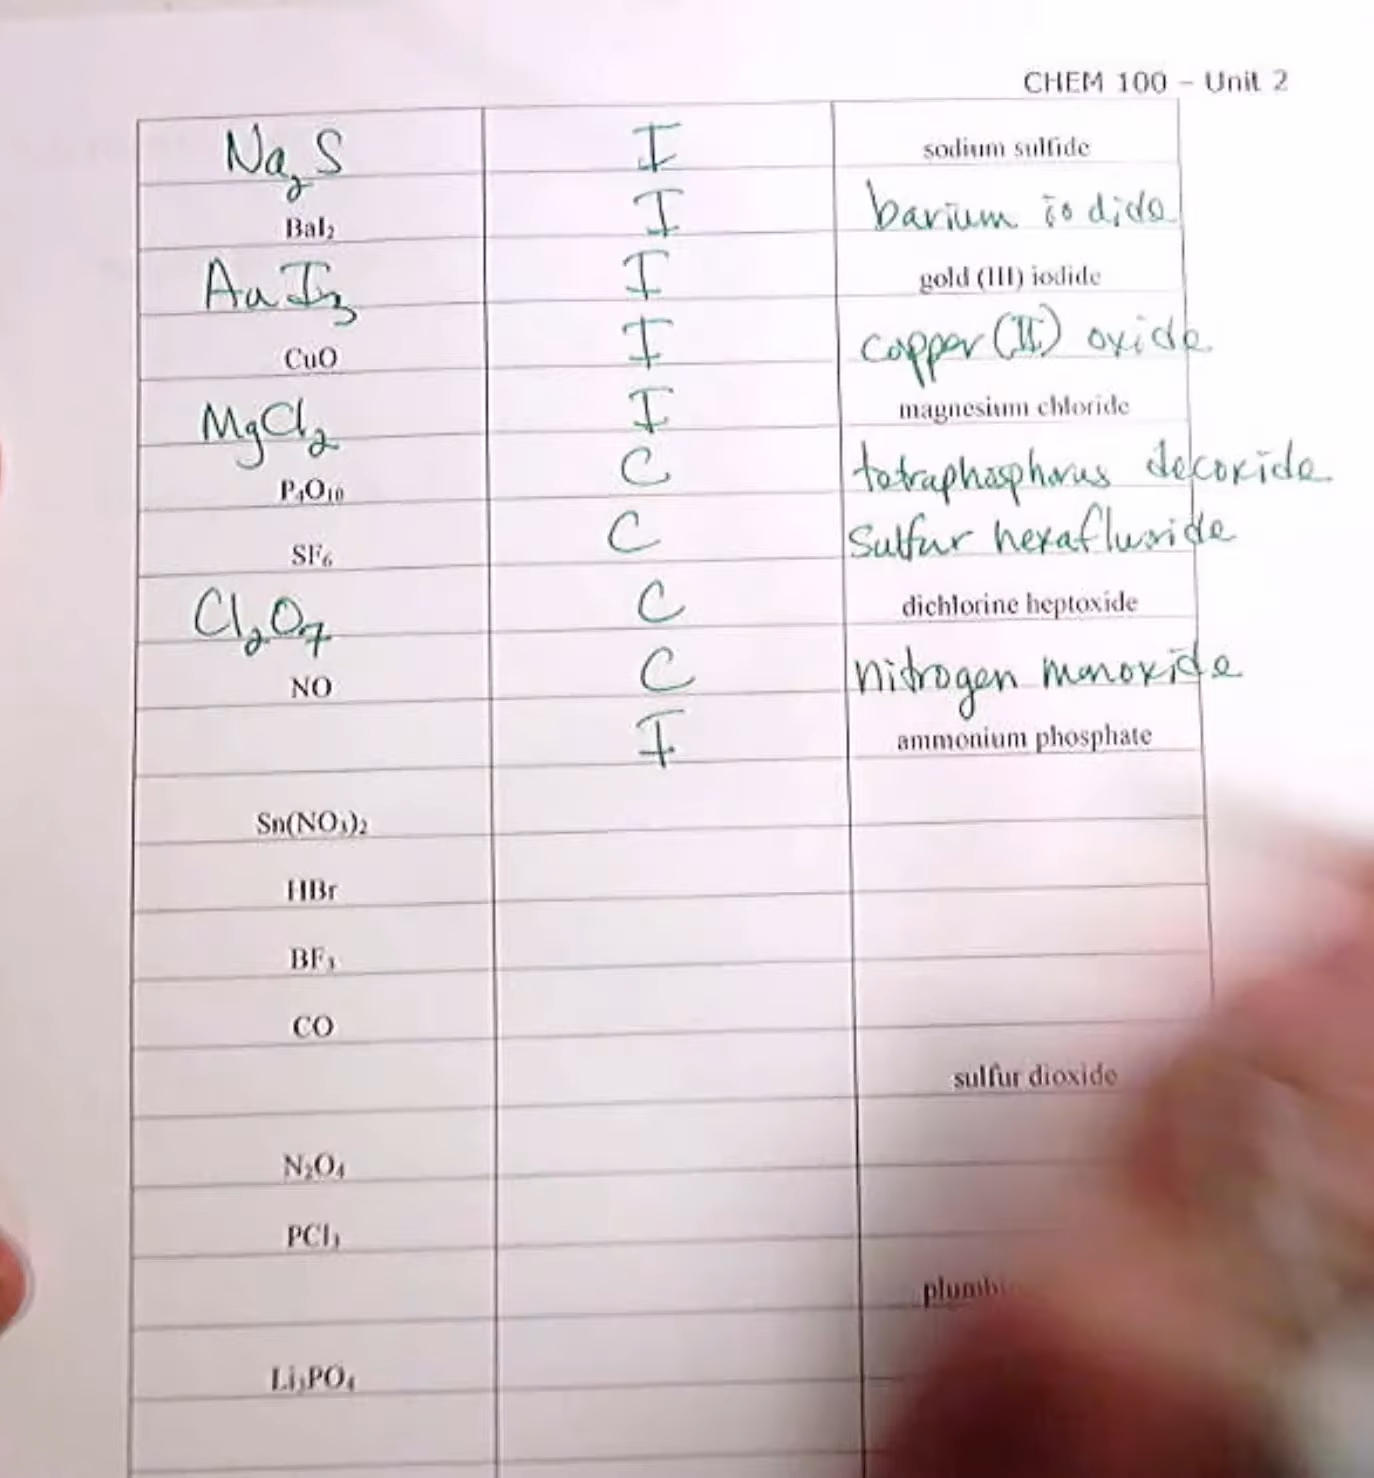 CHEM 100 – Unit 2
Na₂S I sodium sulfide
BaI₂ I barium iodide
AuI₃ I gold (III) iodide
CuO I copper (II) oxide
MgCl₂ I magnesium chloride
P₄O₁₀ C tetraphosphorus decoxide
SF₆ C Sulfur hexafluoride
Cl₂O₇ C dichlorine heptoxide
NO C nitrogen monoxide
I ammonium phosphate
Sn(NO₃)₂
HBr
BF₃
CO
sulfur dioxide
N₂O₄
PCl₃
Li₃PO₄